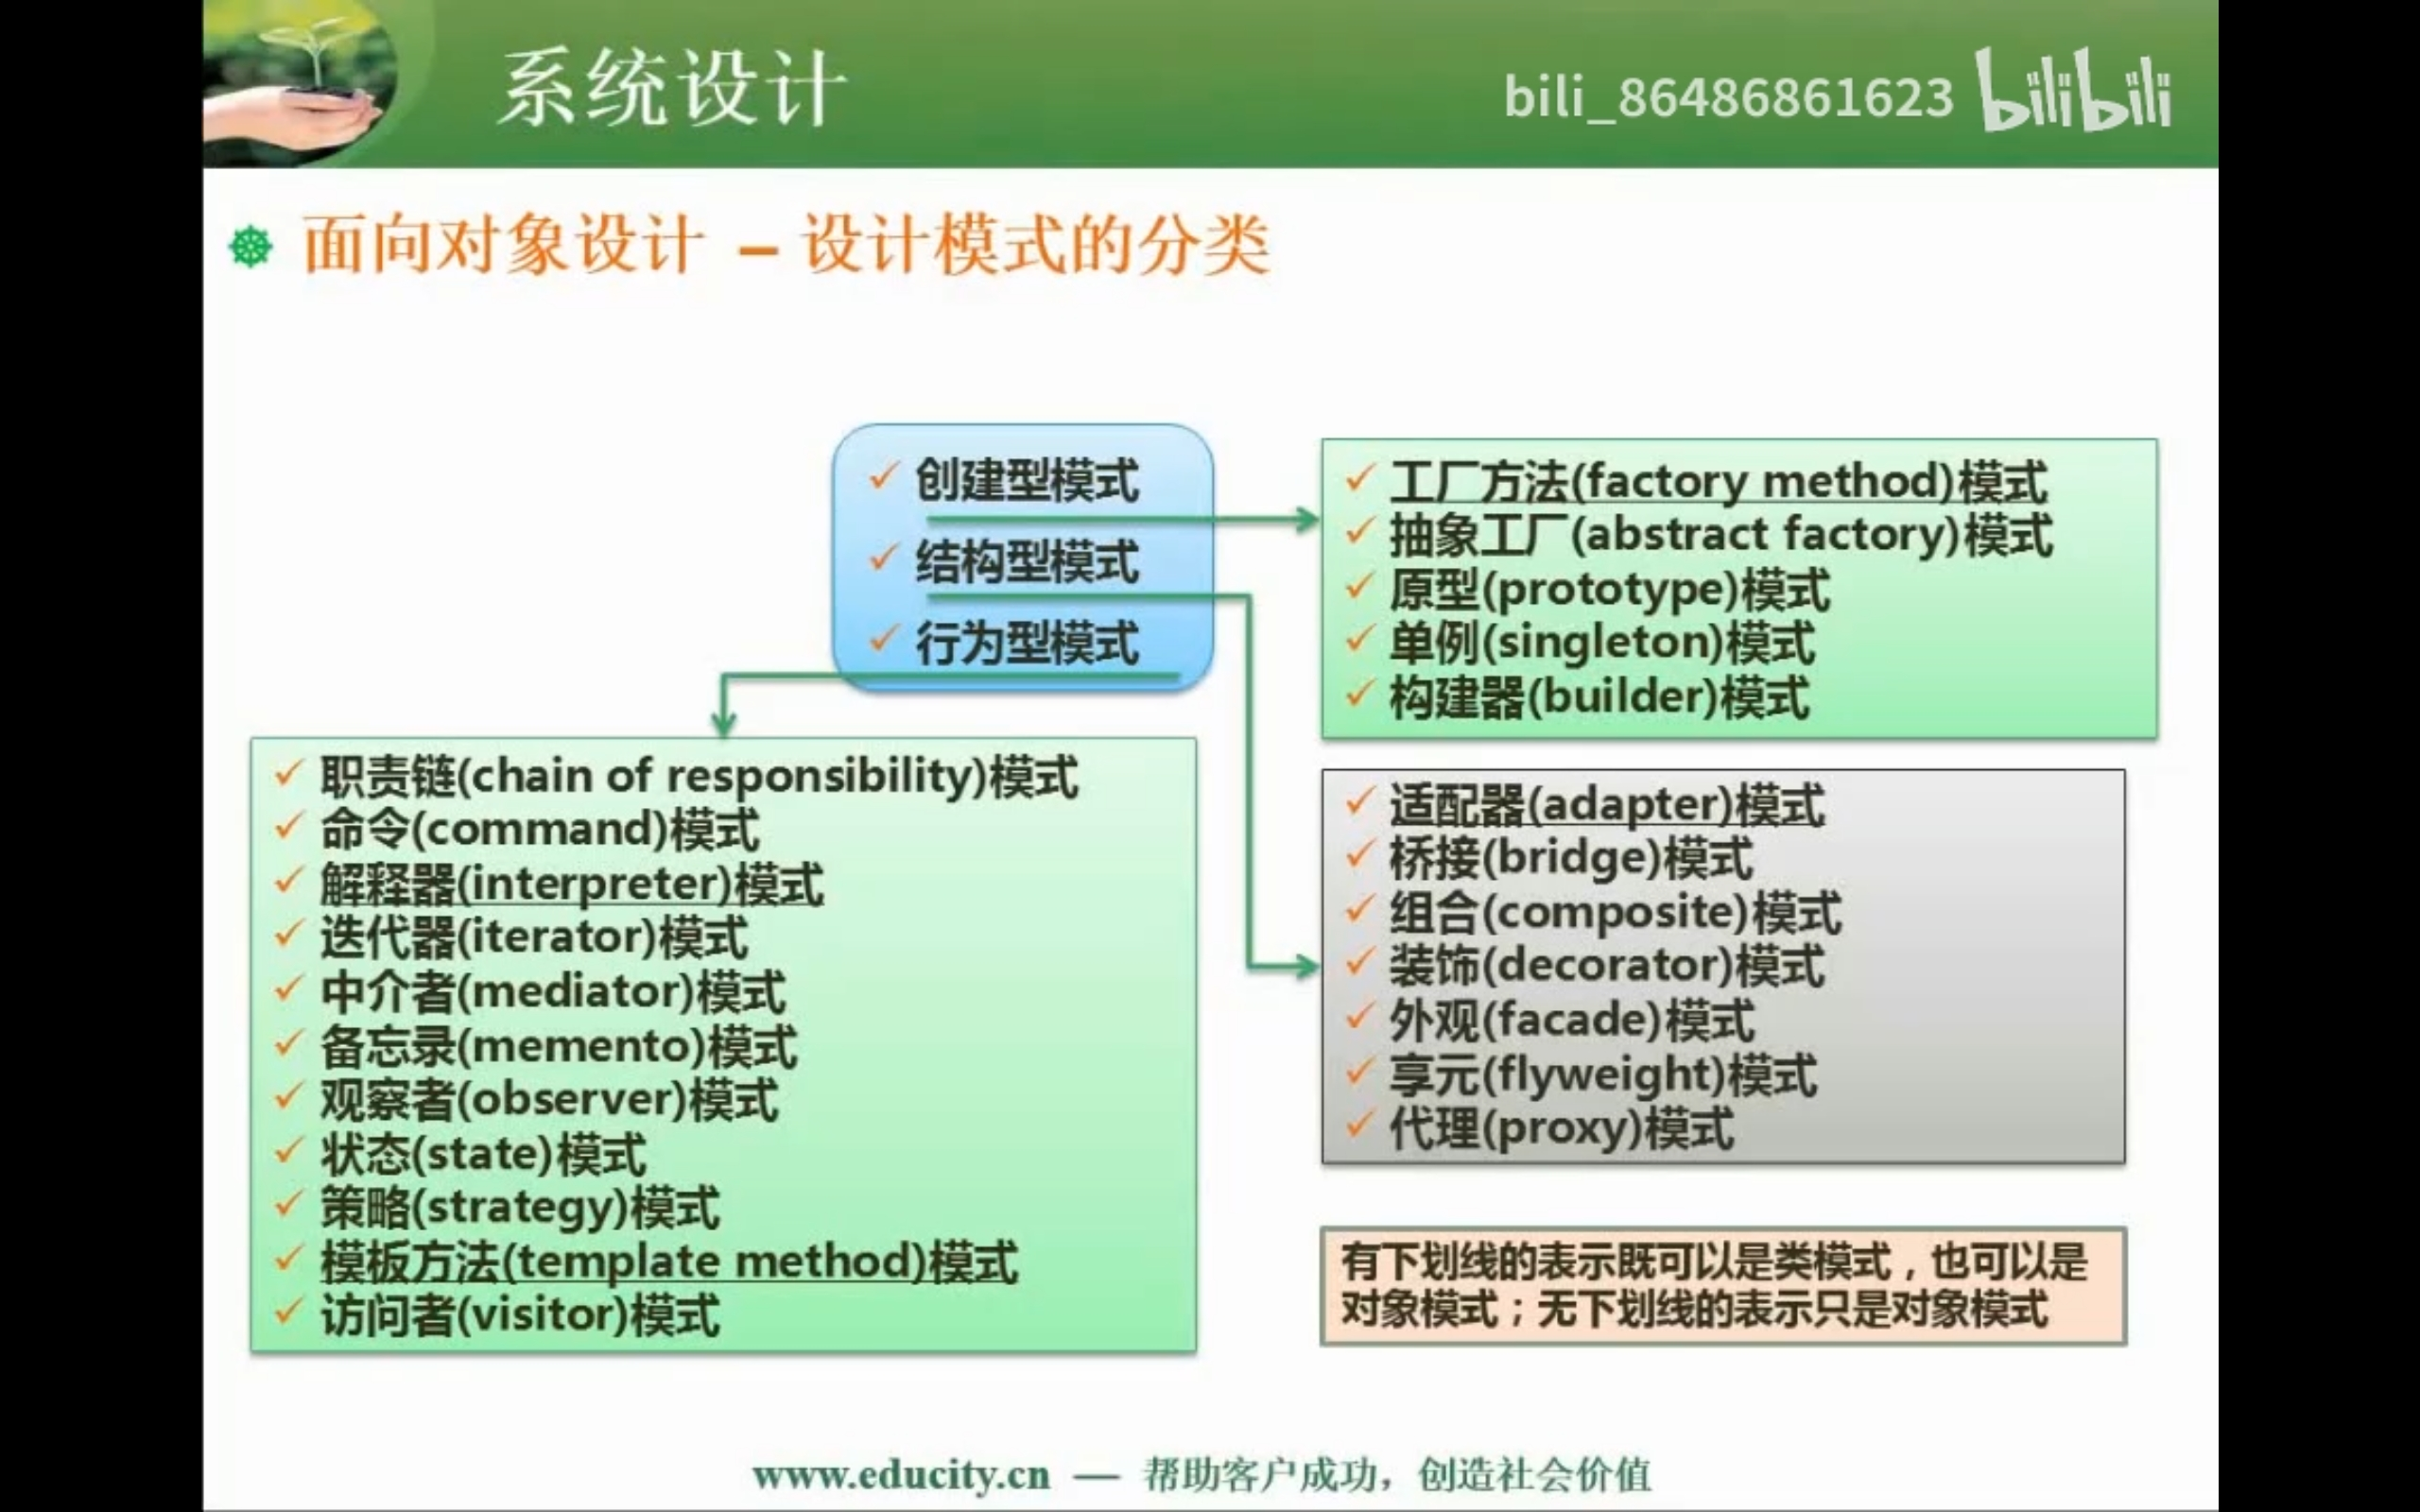 系统设计
bili_86486861623 bilibili
面向对象设计 – 设计模式的分类
创建型模式
结构型模式
行为型模式
工厂方法(factory method)模式
抽象工厂(abstract factory)模式
原型(prototype)模式
单例(singleton)模式
构建器(builder)模式
职责链(chain of responsibility)模式
命令(command)模式
解释器(interpreter)模式
迭代器(iterator)模式
中介者(mediator)模式
备忘录(memento)模式
观察者(observer)模式
状态(state)模式
策略(strategy)模式
模板方法(template method)模式
访问者(visitor)模式
适配器(adapter)模式
桥接(bridge)模式
组合(composite)模式
装饰(decorator)模式
外观(facade)模式
享元(flyweight)模式
代理(proxy)模式
有下划线的表示既可以是类模式，也可以是
对象模式；无下划线的表示只是对象模式
www.educity.cn — 帮助客户成功，创造社会价值